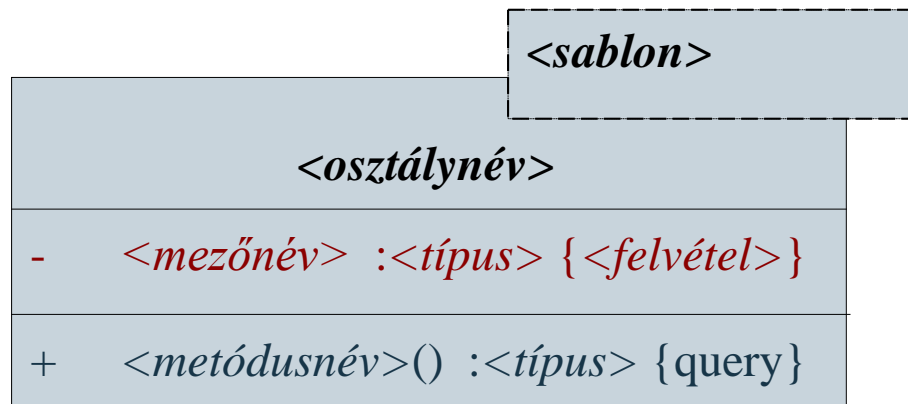 <sablon>
<osztálynév>
- <mezőnév> :<típus> {<felvétel>}
+ <metódusnév>() :<típus> {query}